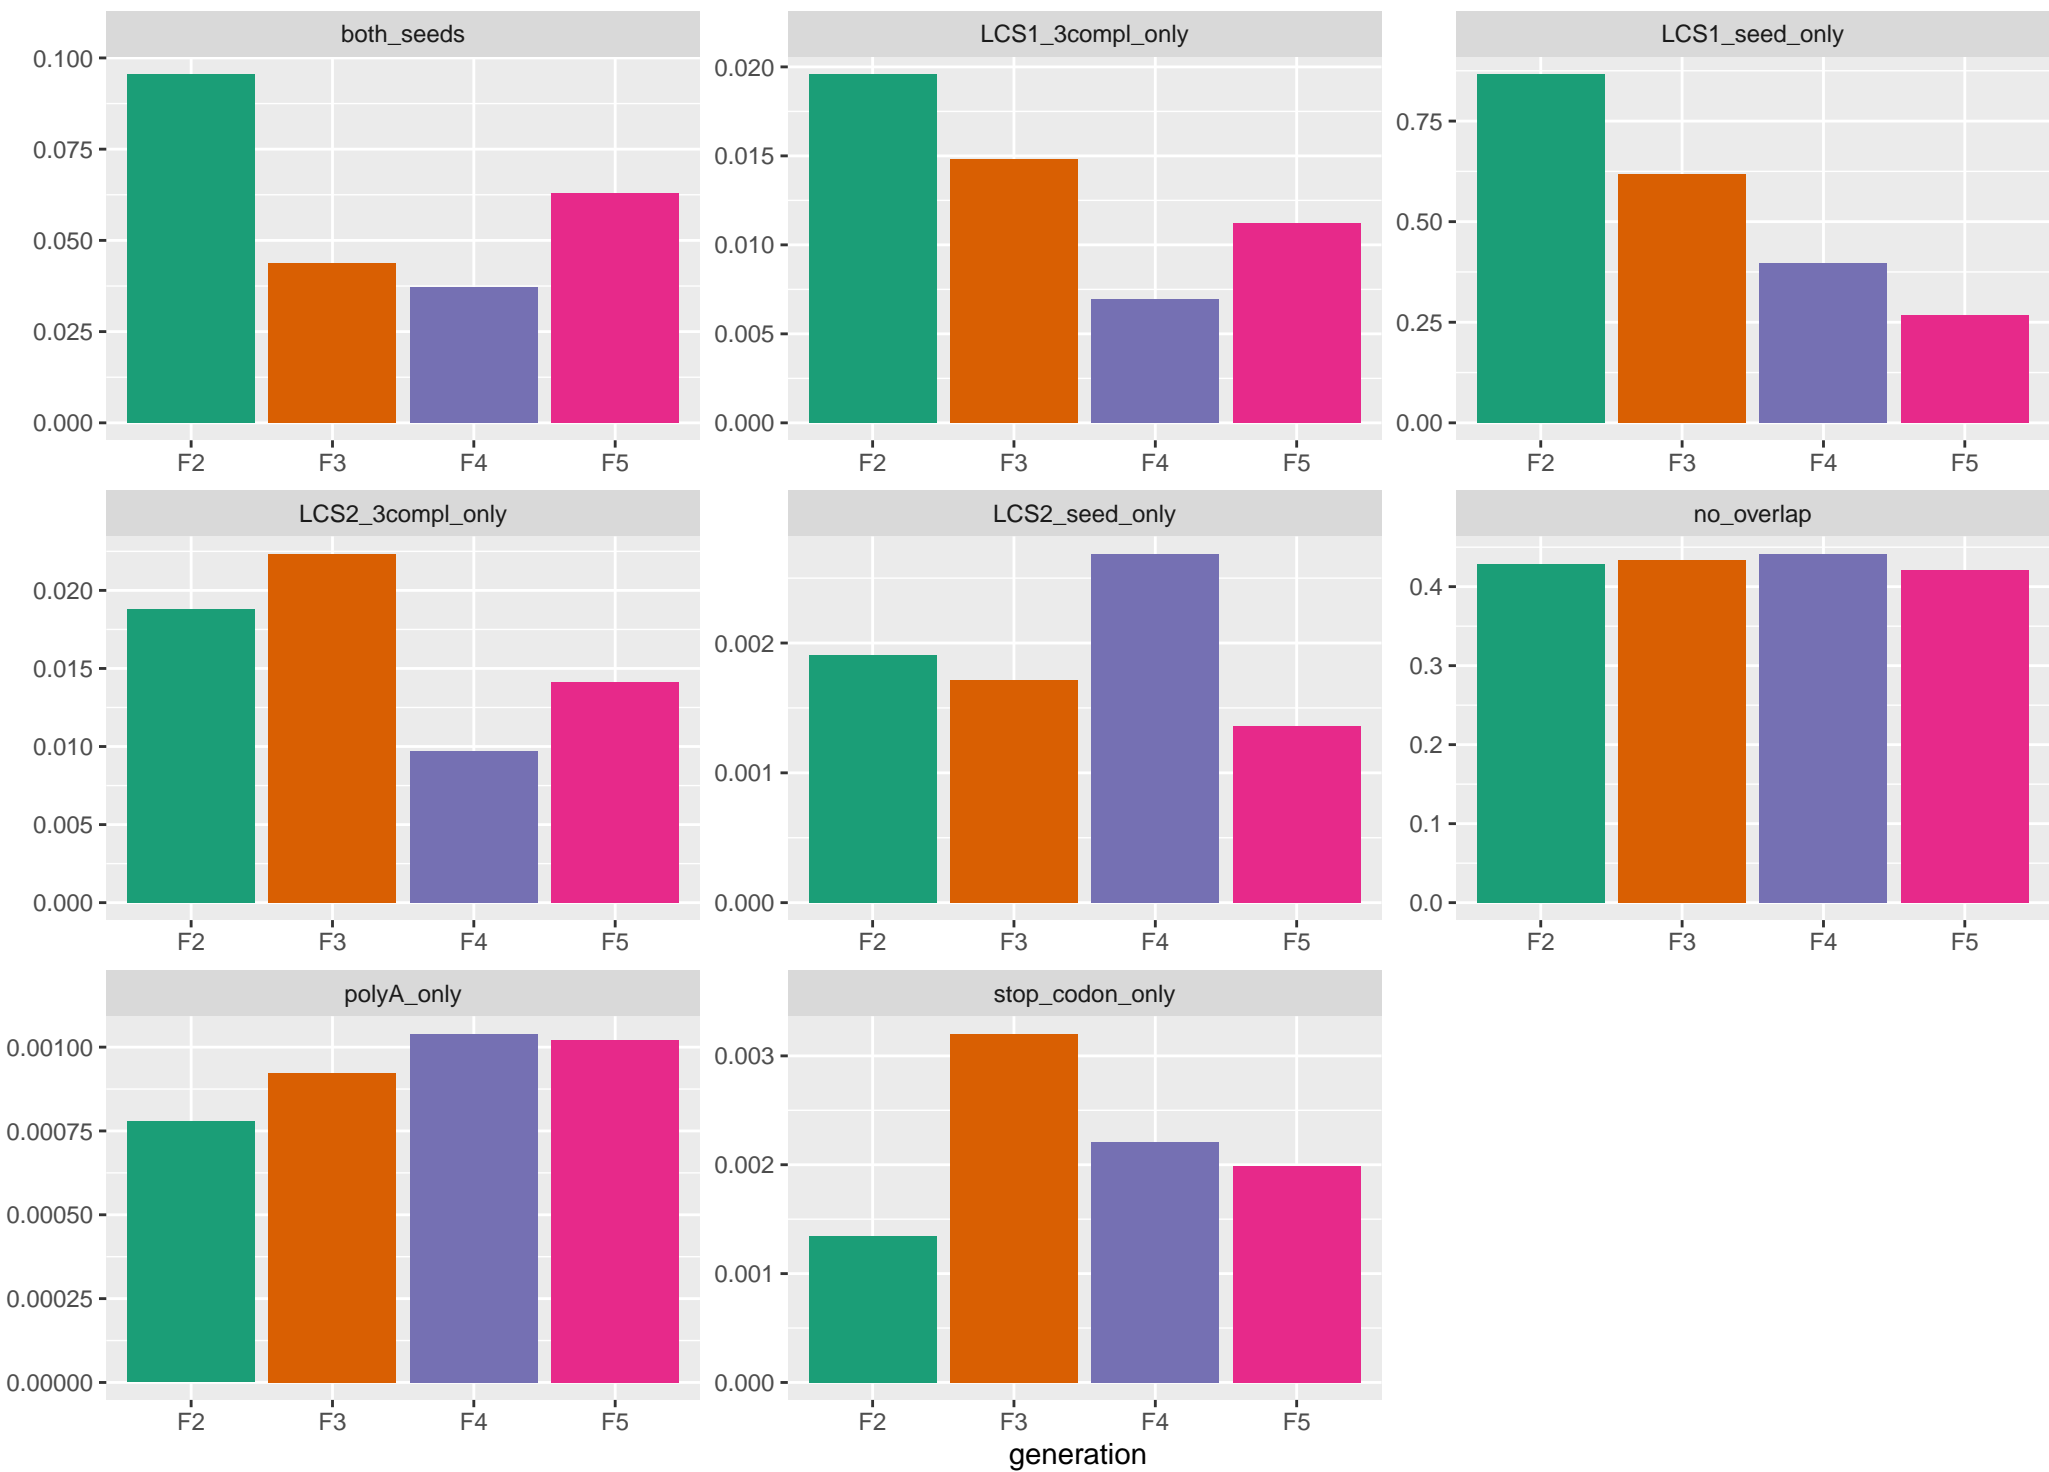 both_seeds
LCS1_3compl_only
LCS1_seed_only
0.100
0.075
0.050
0.025
0.000
0.020
0.015
0.010
0.005
0.000
0.75
0.50
0.25
0.00
F2 F3 F4 F5
F2 F3 F4 F5
F2 F3 F4 F5
LCS2_3compl_only
LCS2_seed_only
no_overlap
0.020
0.015
0.010
0.005
0.000
0.002
0.001
0.000
0.4
0.3
0.2
0.1
0.0
F2 F3 F4 F5
F2 F3 F4 F5
F2 F3 F4 F5
polyA_only
stop_codon_only
0.00100
0.00075
0.00050
0.00025
0.00000
0.003
0.002
0.001
0.000
F2 F3 F4 F5
F2 F3 F4 F5
generation